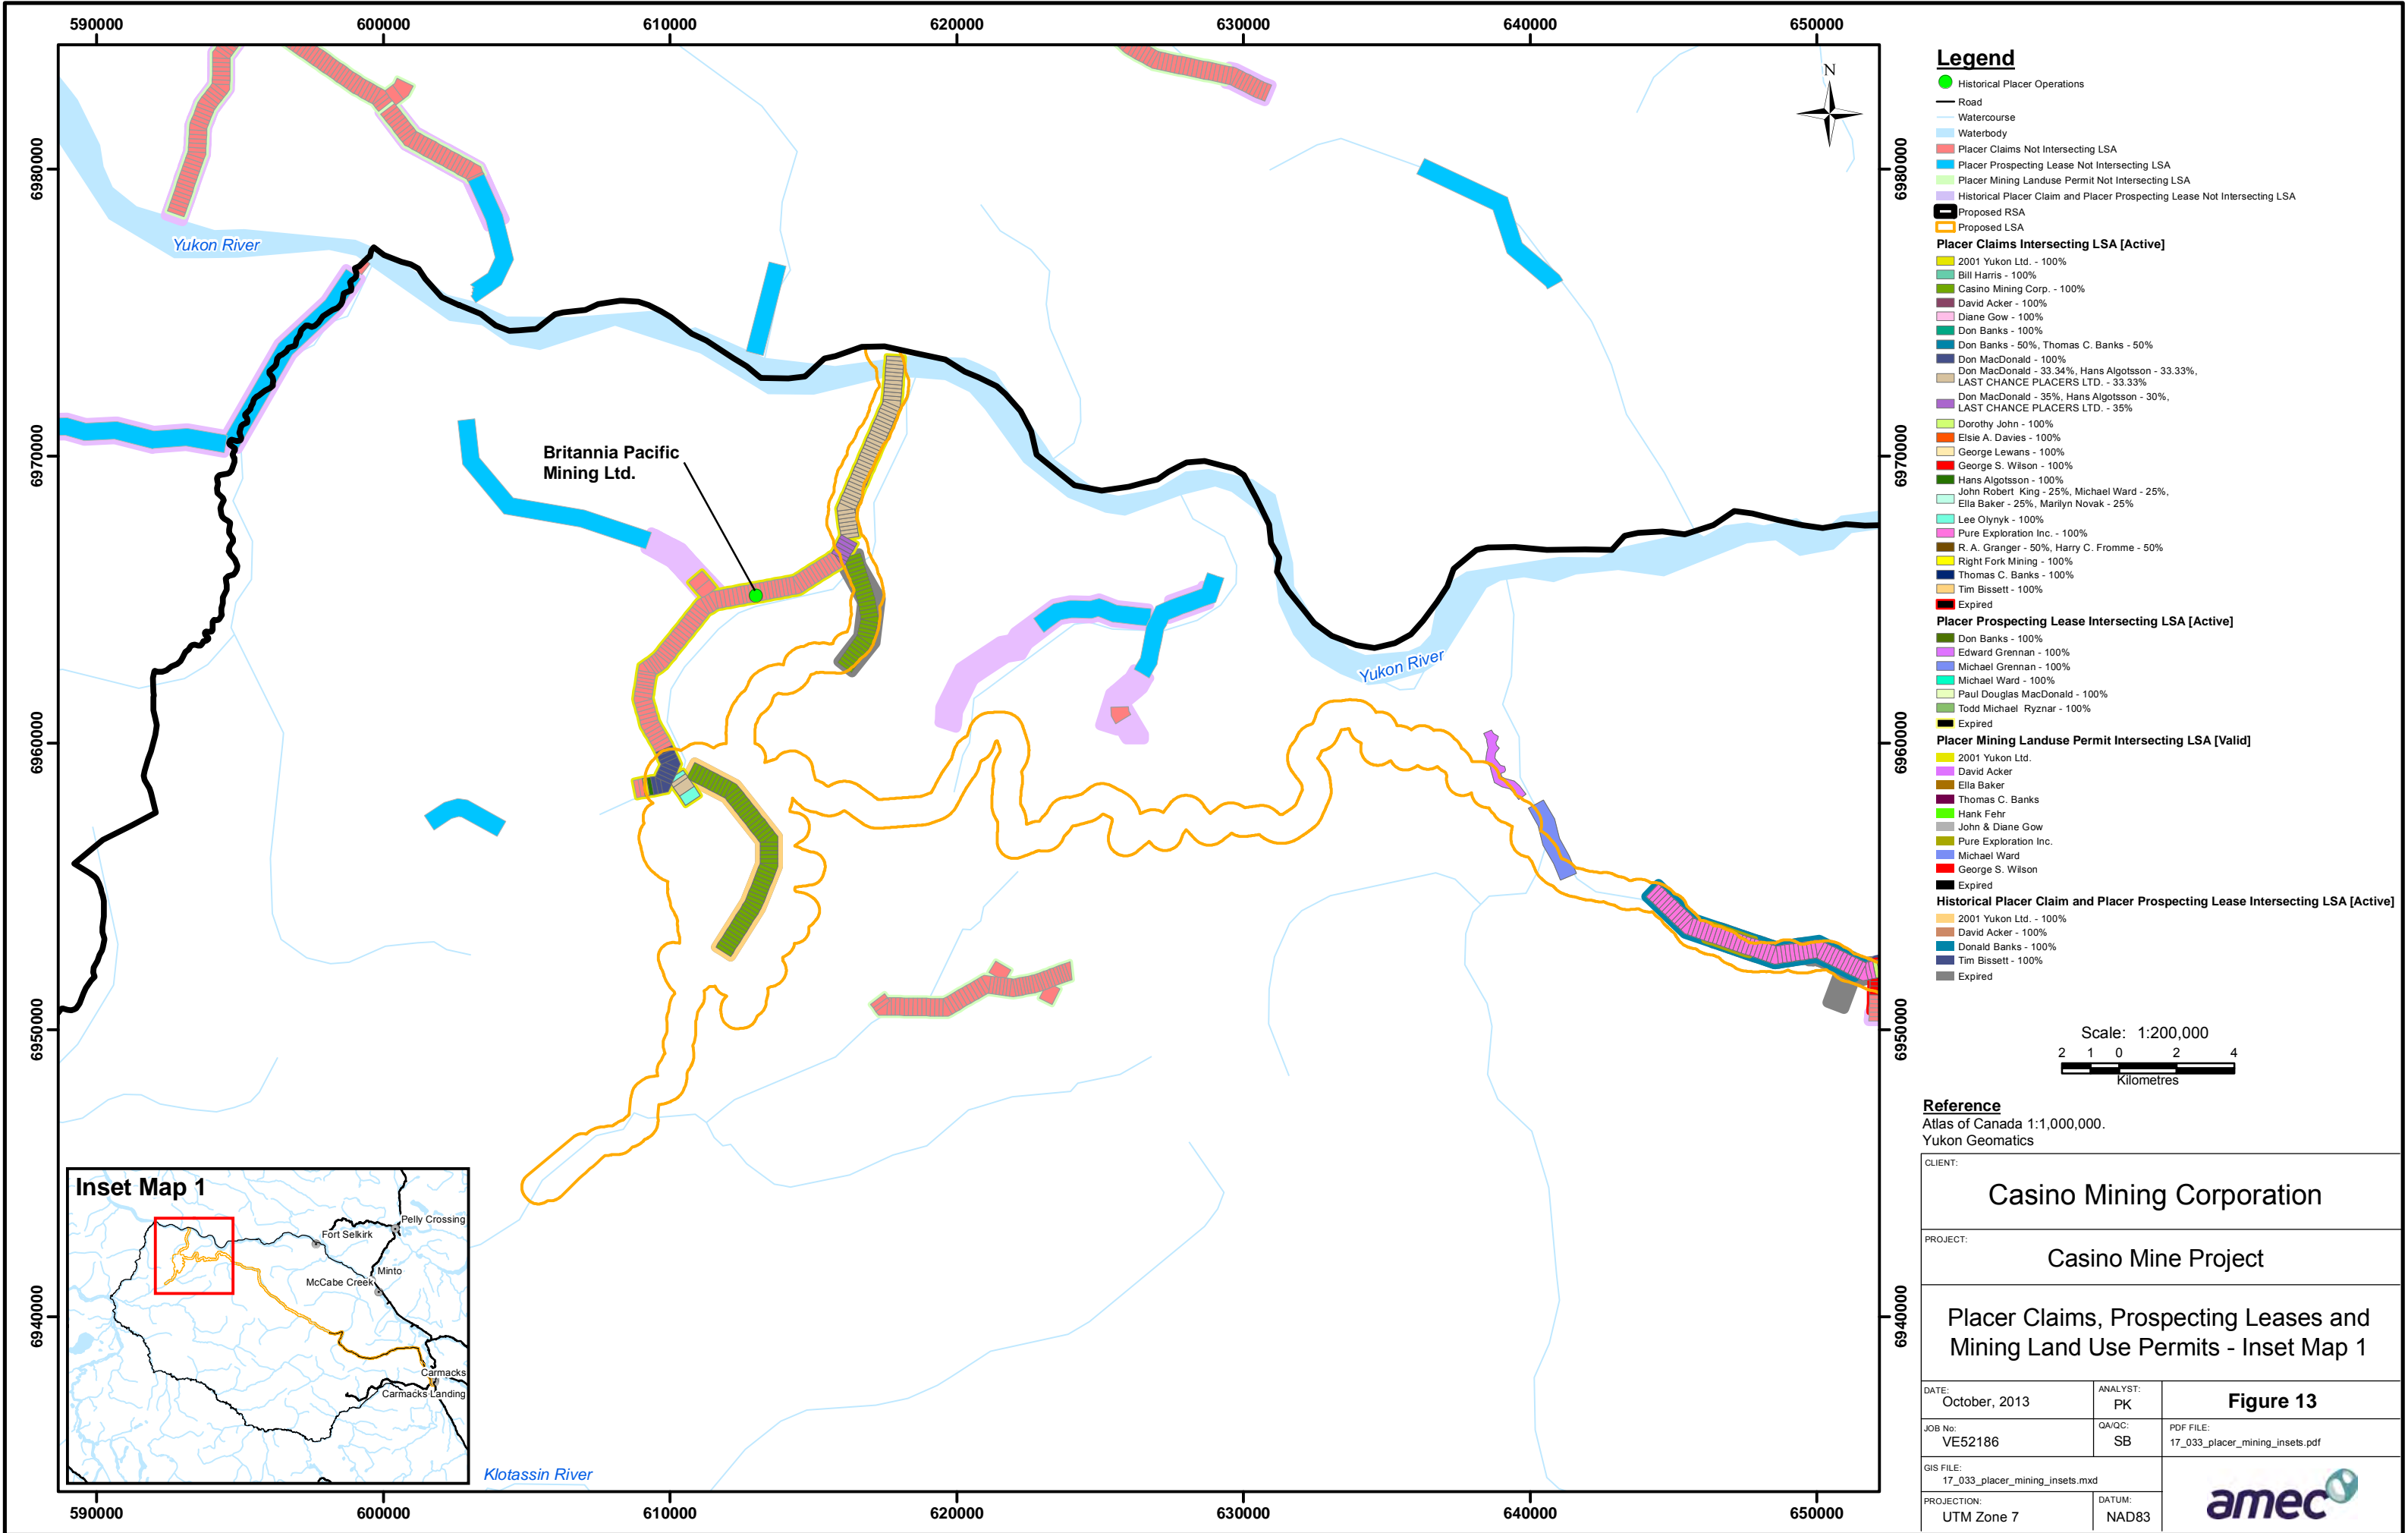 590000
600000
610000
620000
630000
640000
650000
6980000
6970000
6960000
6950000
6940000
6980000
6970000
6960000
6950000
6940000
590000
600000
610000
620000
630000
640000
650000
N
Yukon River
Britannia Pacific
Mining Ltd.
Yukon River
Klotassin River
Inset Map 1
Pelly Crossing
Fort Selkirk
Minto
McCabe Creek
Carmacks
Carmacks Landing
Legend
Historical Placer Operations
Road
Watercourse
Waterbody
Placer Claims Not Intersecting LSA
Placer Prospecting Lease Not Intersecting LSA
Placer Mining Landuse Permit Not Intersecting LSA
Historical Placer Claim and Placer Prospecting Lease Not Intersecting LSA
Proposed RSA
Proposed LSA
Placer Claims Intersecting LSA [Active]
2001 Yukon Ltd. - 100%
Bill Harris - 100%
Casino Mining Corp. - 100%
David Acker - 100%
Diane Gow - 100%
Don Banks - 100%
Don Banks - 50%, Thomas C. Banks - 50%
Don MacDonald - 100%
Don MacDonald - 33.34%, Hans Algotsson - 33.33%,
LAST CHANCE PLACERS LTD. - 33.33%
Don MacDonald - 35%, Hans Algotsson - 30%,
LAST CHANCE PLACERS LTD. - 35%
Dorothy John - 100%
Elsie A. Davies - 100%
George Lewans - 100%
George S. Wilson - 100%
Hans Algotsson - 100%
John Robert King - 25%, Michael Ward - 25%,
Ella Baker - 25%, Marilyn Novak - 25%
Lee Olynyk - 100%
Pure Exploration Inc. - 100%
R. A. Granger - 50%, Harry C. Fromme - 50%
Right Fork Mining - 100%
Thomas C. Banks - 100%
Tim Bissett - 100%
Expired
Placer Prospecting Lease Intersecting LSA [Active]
Don Banks - 100%
Edward Grennan - 100%
Michael Grennan - 100%
Michael Ward - 100%
Paul Douglas MacDonald - 100%
Todd Michael Ryznar - 100%
Expired
Placer Mining Landuse Permit Intersecting LSA [Valid]
2001 Yukon Ltd.
David Acker
Ella Baker
Thomas C. Banks
Hank Fehr
John & Diane Gow
Pure Exploration Inc.
Michael Ward
George S. Wilson
Expired
Historical Placer Claim and Placer Prospecting Lease Intersecting LSA [Active]
2001 Yukon Ltd. - 100%
David Acker - 100%
Donald Banks - 100%
Tim Bissett - 100%
Expired
Scale: 1:200,000
2 1 0 2 4
Kilometres
Reference
Atlas of Canada 1:1,000,000.
Yukon Geomatics
CLIENT:
Casino Mining Corporation
PROJECT:
Casino Mine Project
Placer Claims, Prospecting Leases and
Mining Land Use Permits - Inset Map 1
DATE:
October, 2013
ANALYST:
PK
Figure 13
JOB No:
VE52186
QA/QC:
SB
PDF FILE:
17_033_placer_mining_insets.pdf
GIS FILE:
17_033_placer_mining_insets.mxd
PROJECTION:
UTM Zone 7
DATUM:
NAD83
amec